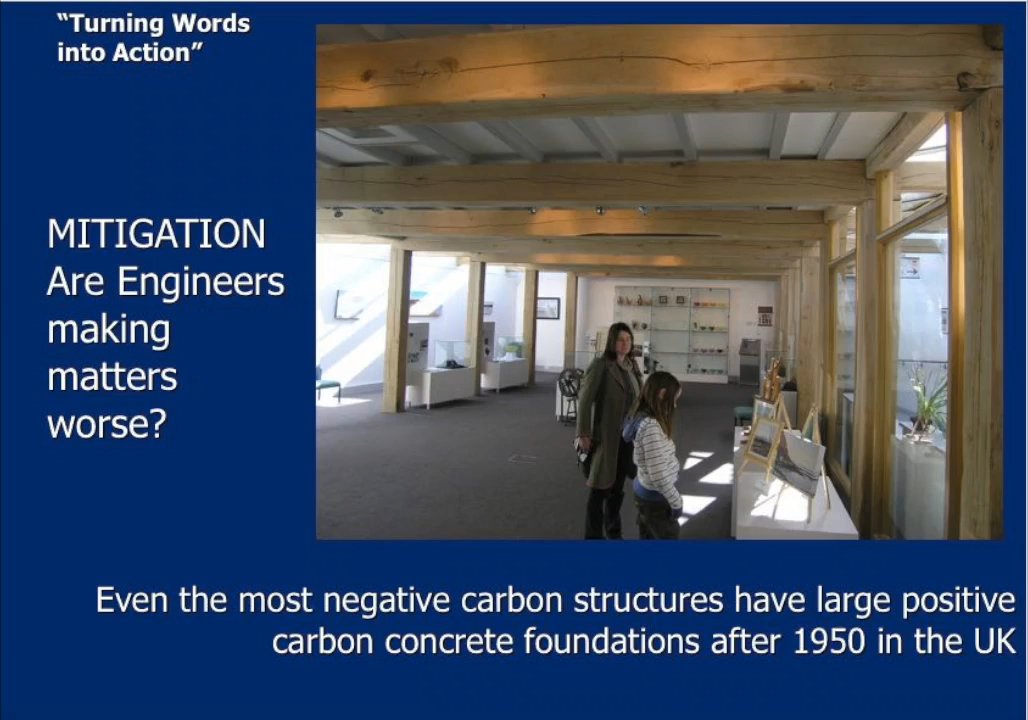 “Turning Words
into Action”
MITIGATION
Are Engineers
making
matters
worse?
Even the most negative carbon structures have large positive
carbon concrete foundations after 1950 in the UK